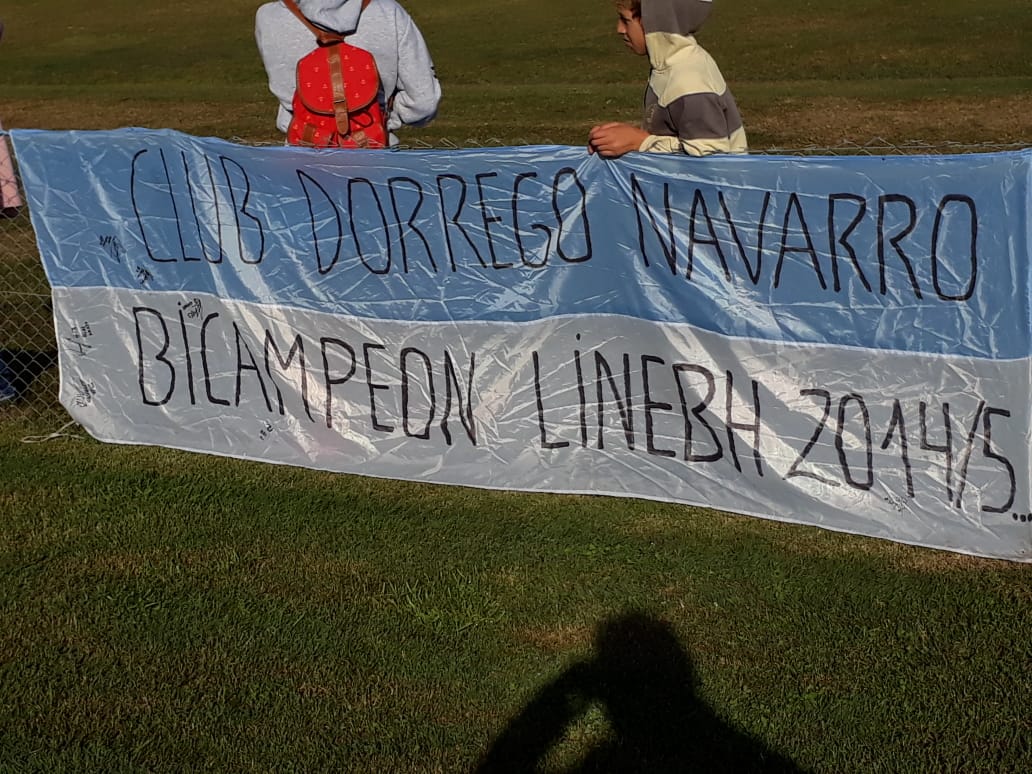 CLUB DORREGO NAVARRO
BICAMPEON LINEBH 2014/5...